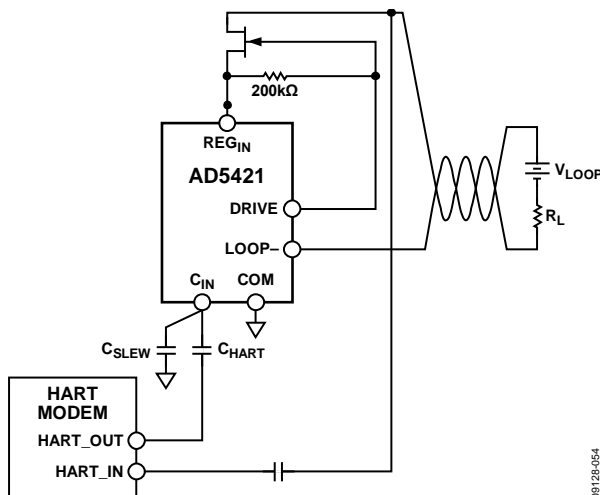 200kΩ
REGIN
AD5421
VLOOP
DRIVE
RL
LOOP–
CIN COM
CSLEW CHART
HART
MODEM
HART_OUT
HART_IN
09128-054